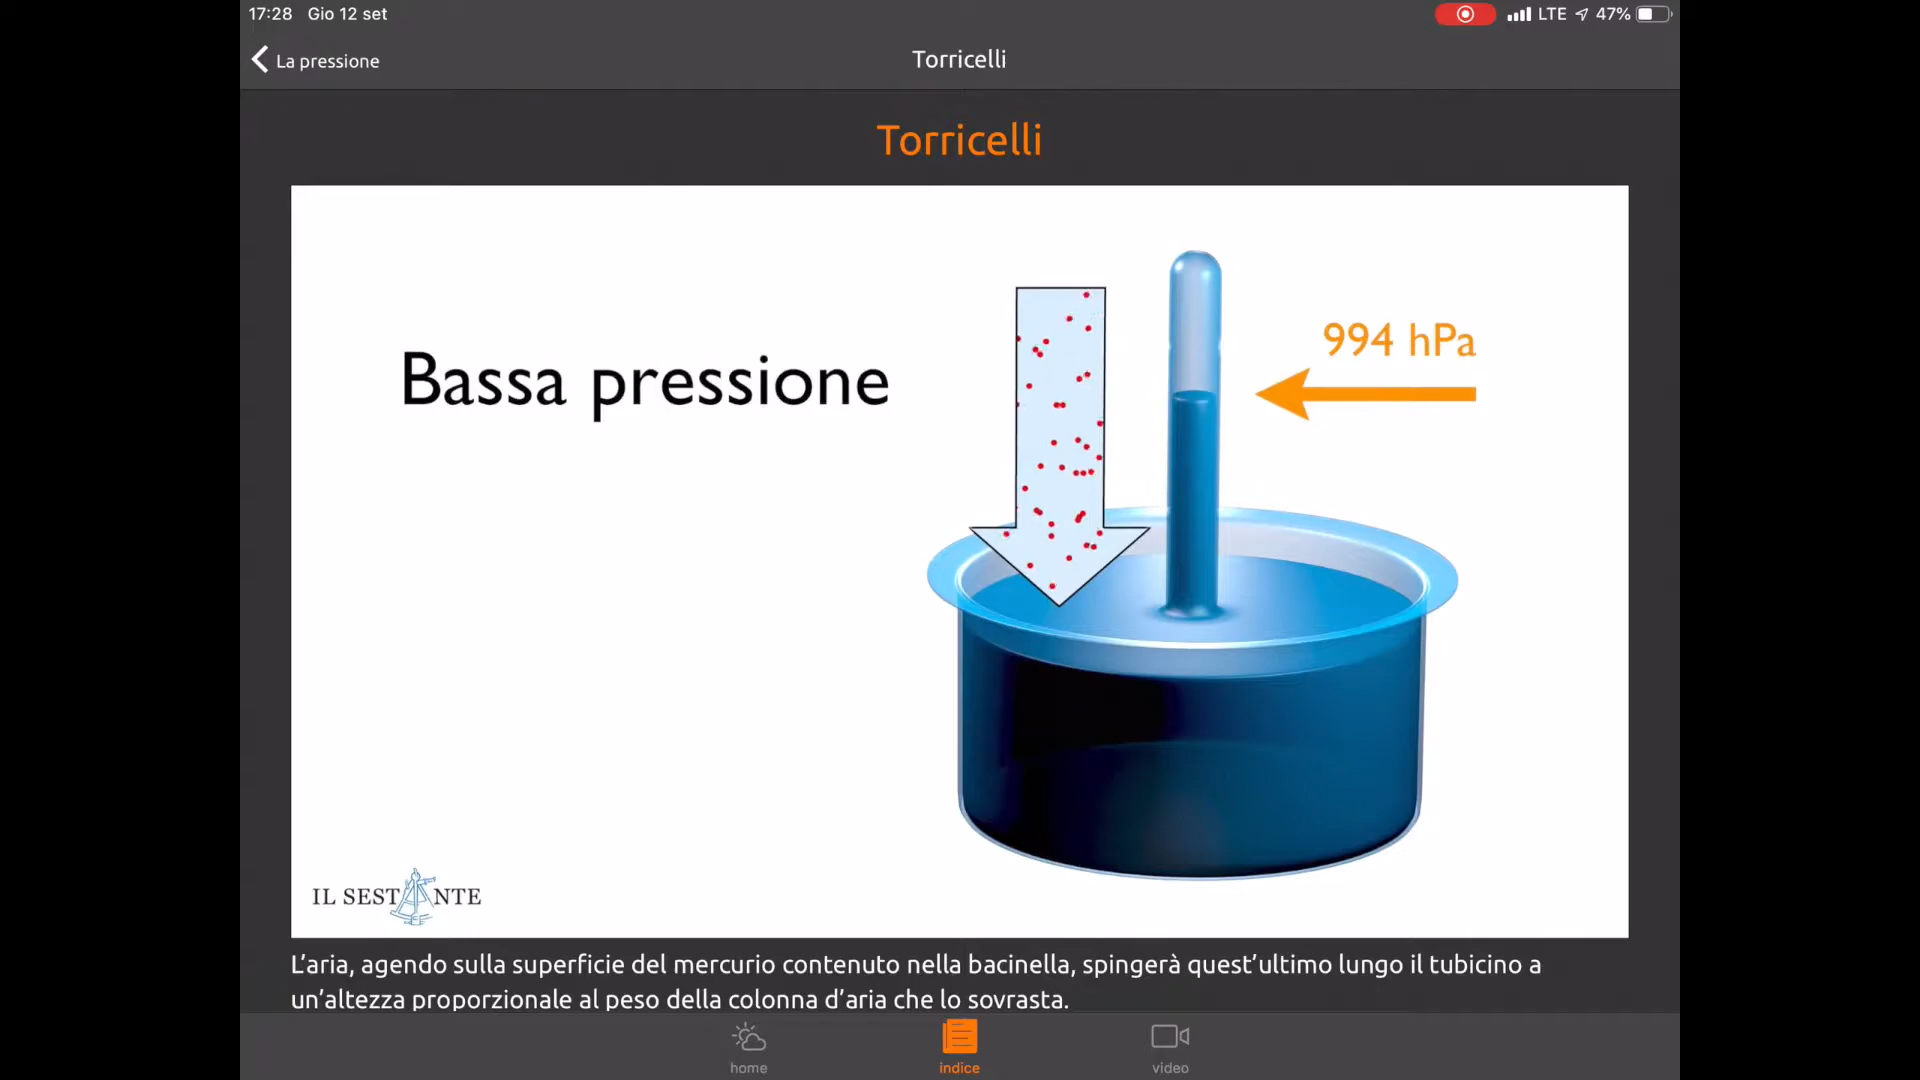 17:28 Gio 12 set
LTE 47%
La pressione
Torricelli
Torricelli
994 hPa
Bassa pressione
IL SESTANTE
L’aria, agendo sulla superficie del mercurio contenuto nella bacinella, spingerà quest’ultimo lungo il tubicino a
un’altezza proporzionale al peso della colonna d’aria che lo sovrasta.
home
indice
video